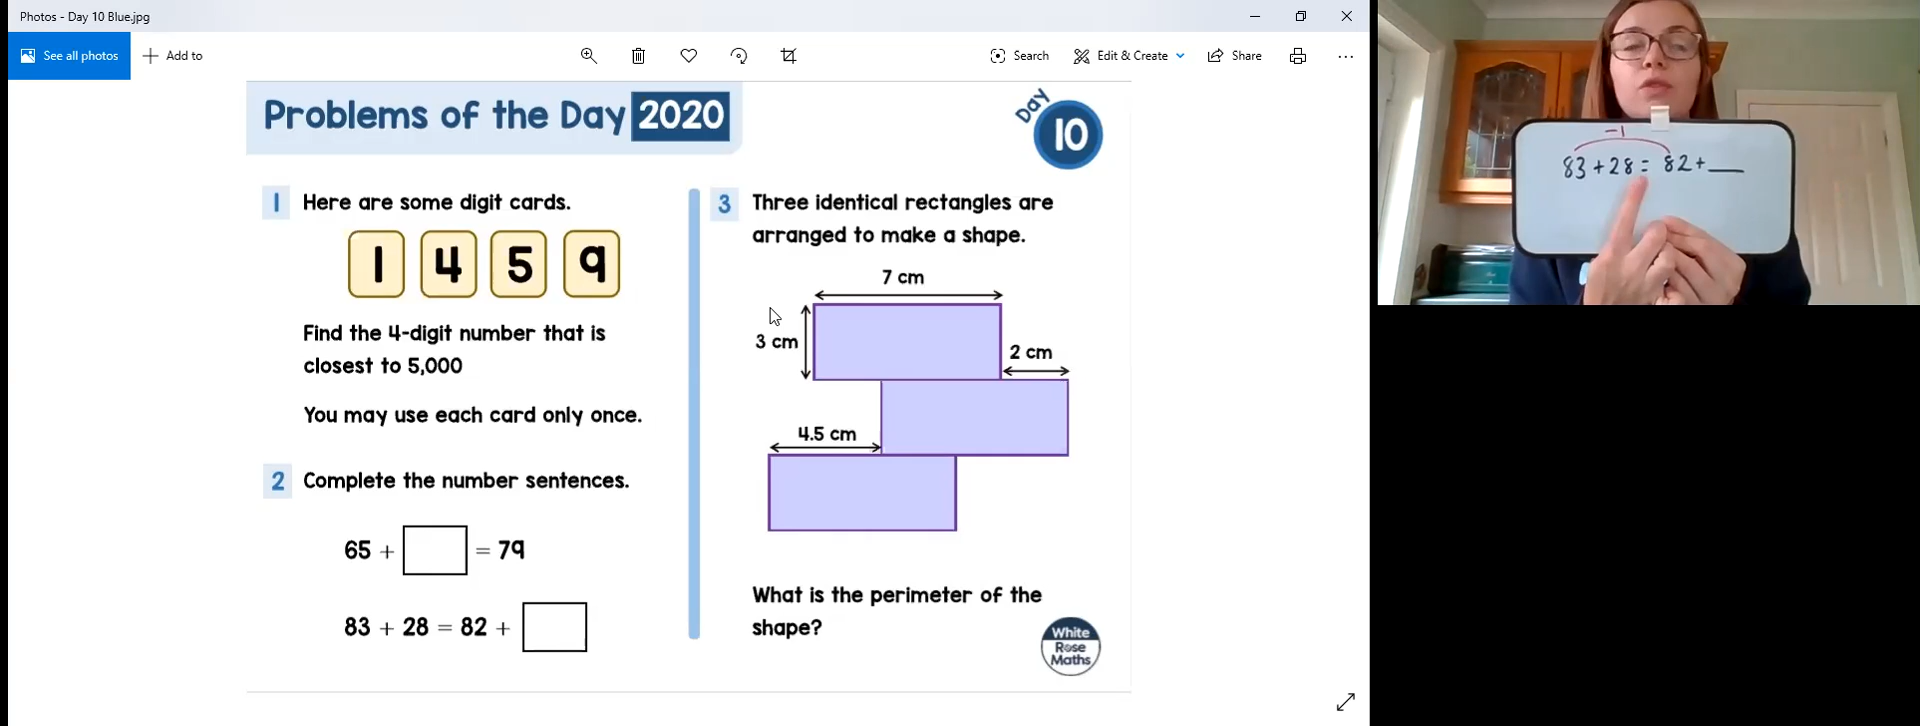 Photos - Day 10 Blue.jpg
See all photos
Add to
Search
Edit & Create
Share
Problems of the Day 2020
Day
10
1 Here are some digit cards.
1 4 5 9
Find the 4-digit number that is
closest to 5,000
You may use each card only once.
2 Complete the number sentences.
65 + = 79
83 + 28 = 82 +
3 Three identical rectangles are
arranged to make a shape.
7 cm
3 cm
2 cm
4.5 cm
What is the perimeter of the
shape?
White
Rose
Maths
-1
83 + 28 = 82 + __